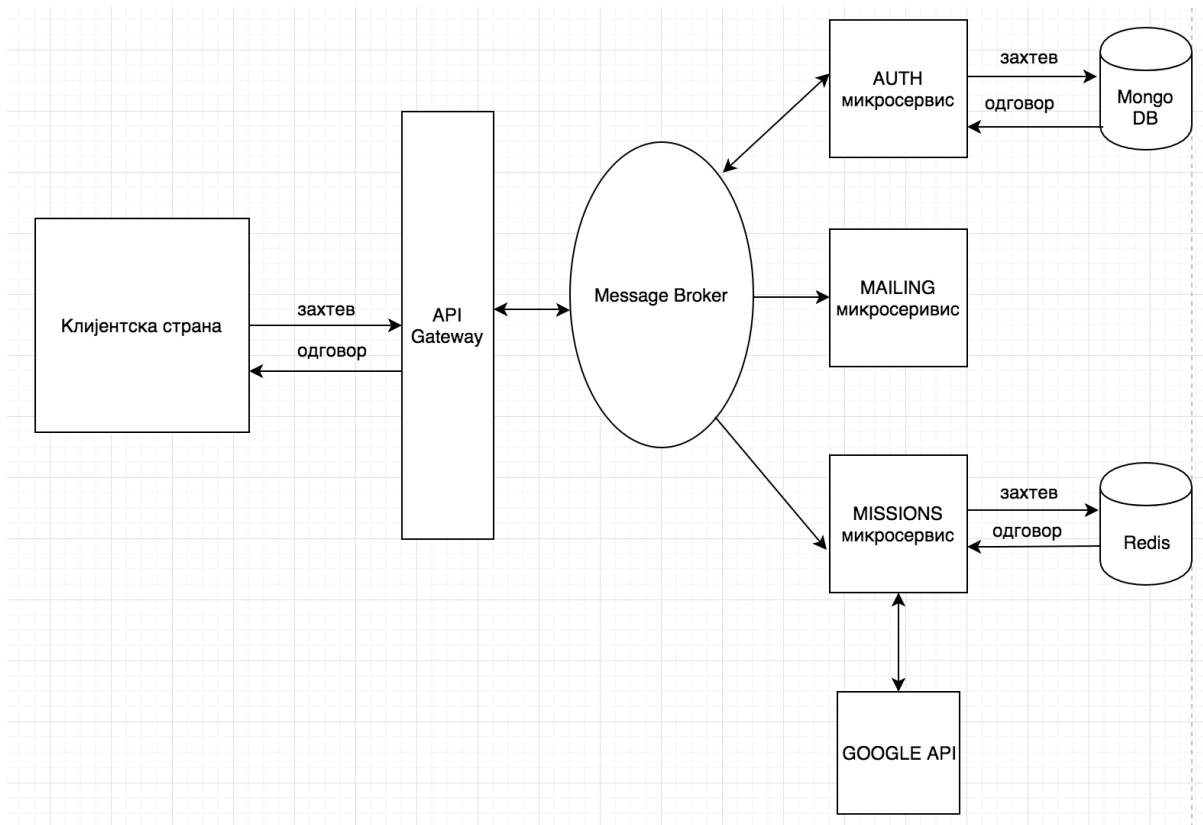 Клијентска страна
захтев
одговор
API
Gateway
Message Broker
AUTH
микросервис
захтев
одговор
Mongo
DB
MAILING
микросеривис
MISSIONS
микросервис
захтев
одговор
Redis
GOOGLE API